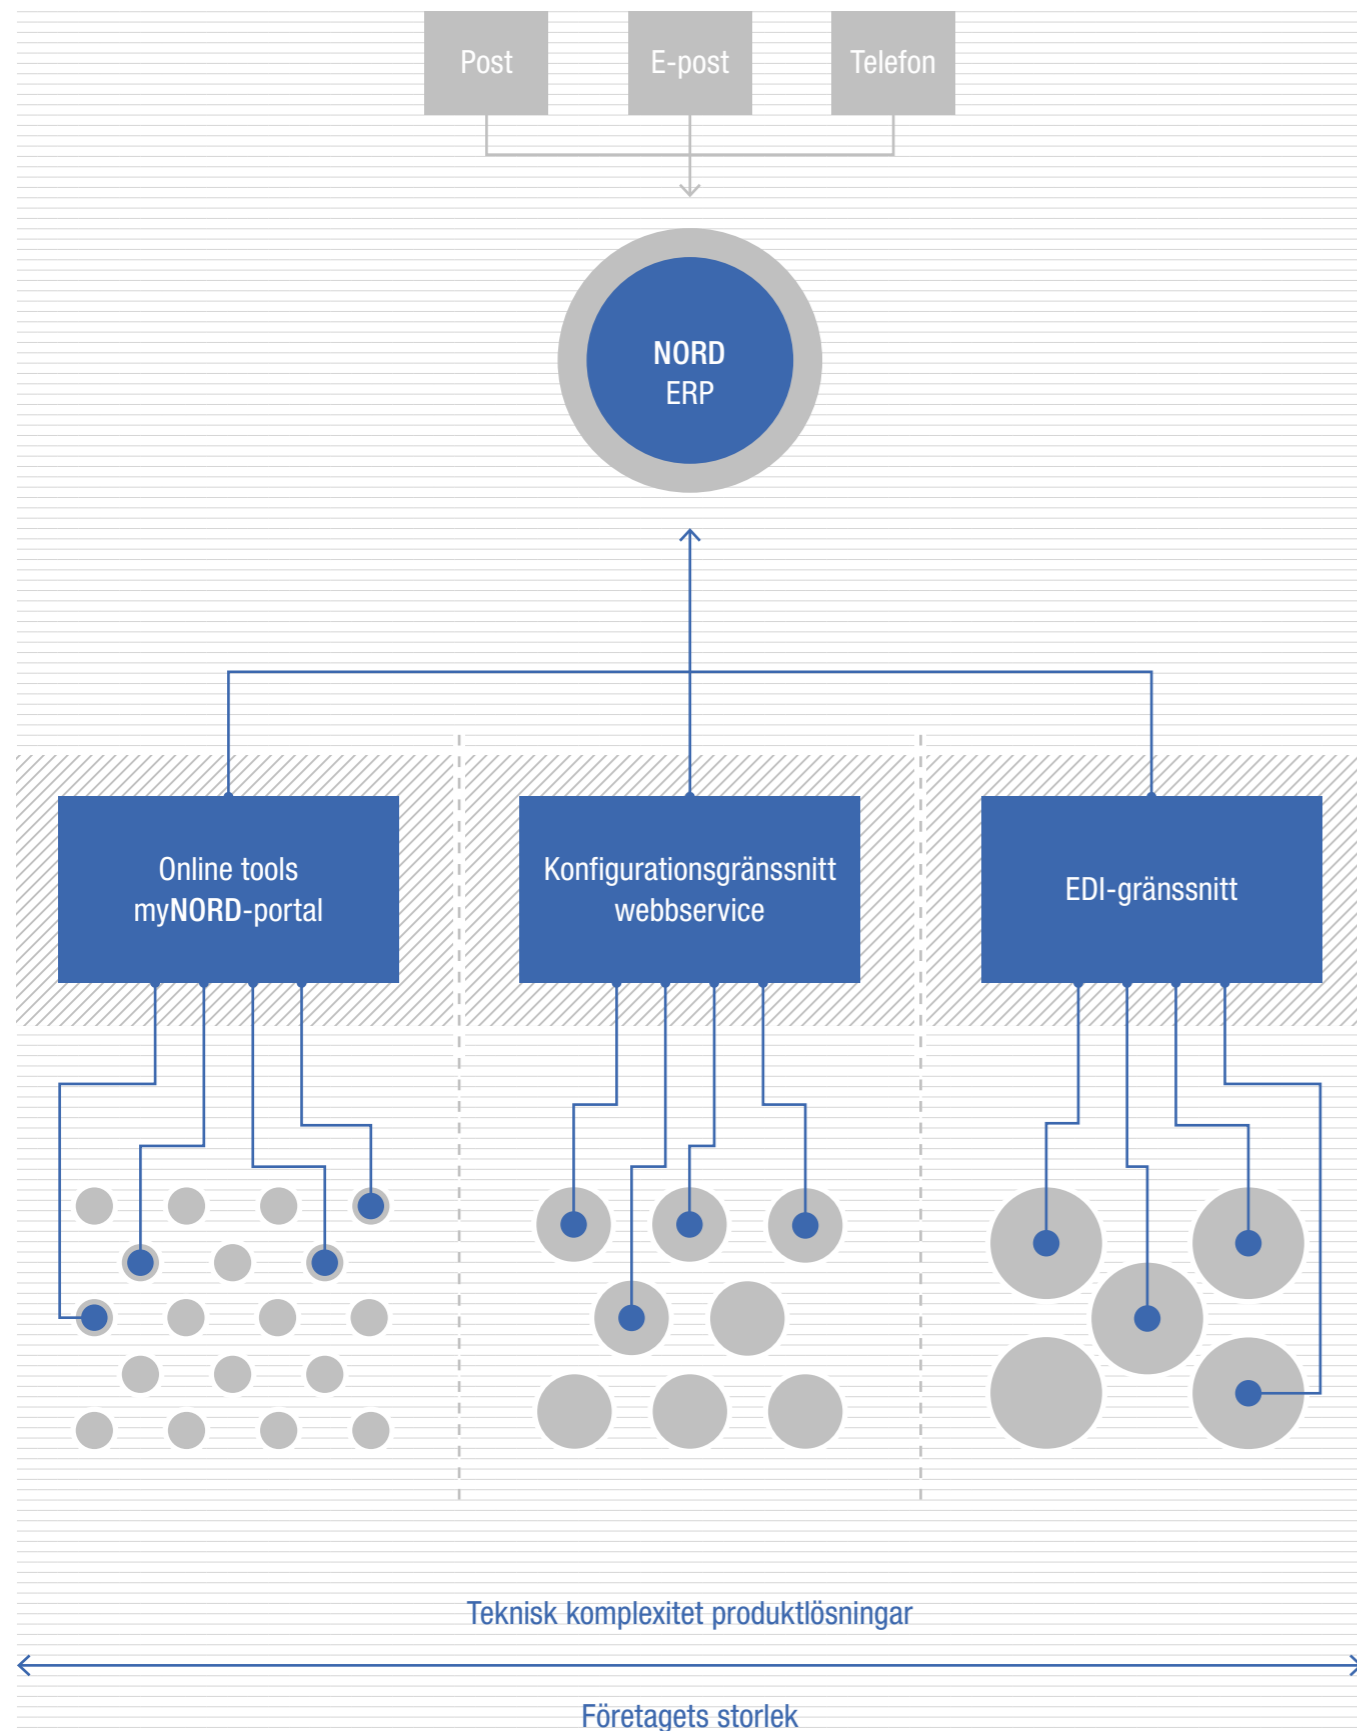 Post
E-post
Telefon
NORD
ERP
Online tools
myNORD-portal
Konfigurationsgränssnitt
webbservice
EDI-gränssnitt
Teknisk komplexitet produktlösningar
Företagets storlek